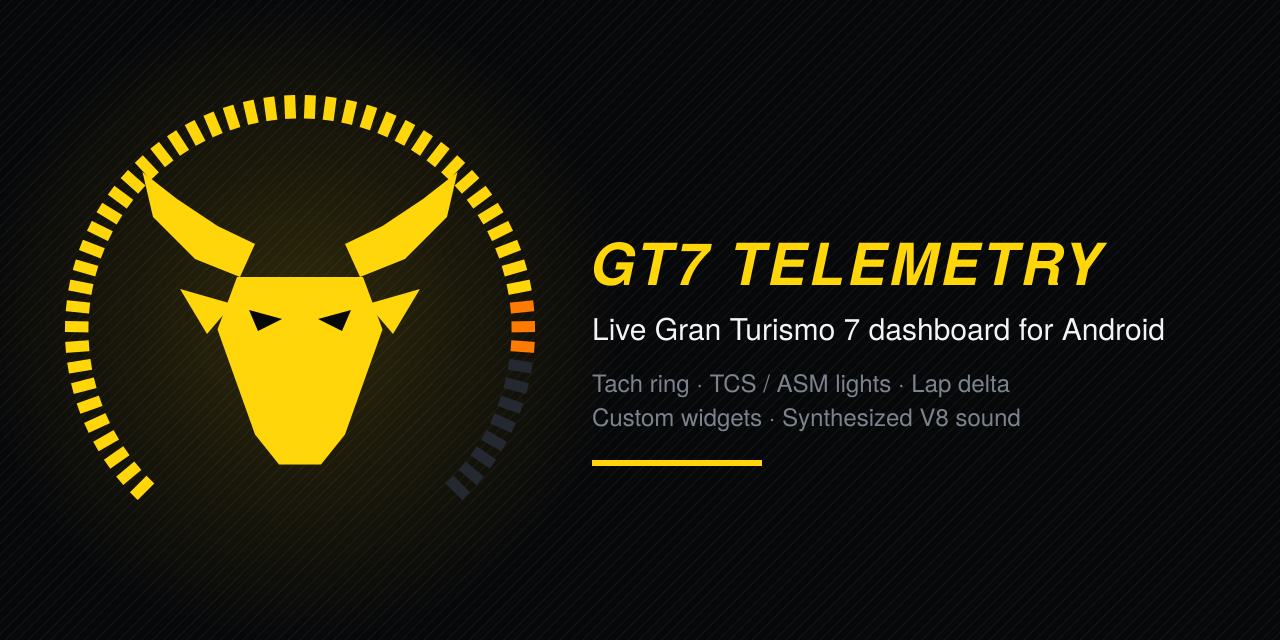 GT7 TELEMETRY
Live Gran Turismo 7 dashboard for Android
Tach ring · TCS / ASM lights · Lap delta
Custom widgets · Synthesized V8 sound